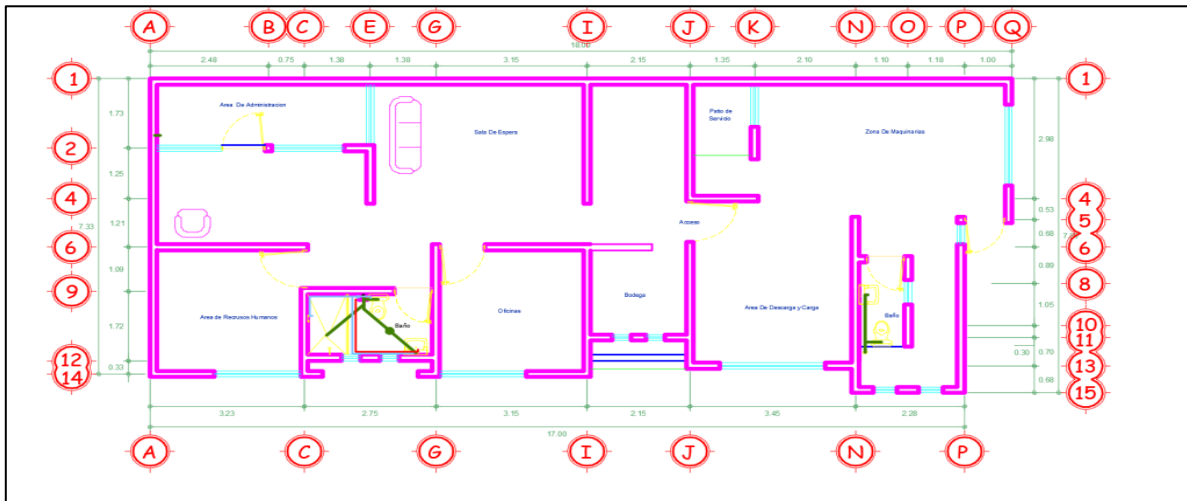 A B C E G I J K N O P Q
18.00
2.48 0.75 1.38 1.38 3.15 2.15 1.35 2.10 1.10 1.19 1.00
1 1
Area De Administracion
Patio de
Servicio
Sala De Espera
Zona De Maquinarias
1.73
2.98
2
1.25
4 4
0.53
5
Acceso
7.33
1.21
0.68
6 6
1.09
0.89
9 8
Bodega
1.05
Area de Recrusos Humanos
Oficinas
Area De Descarga y Carga
Baño
Baño
1.72
10
11
0.30
0.70
12
13
0.33
14
0.68
15
3.23 2.75 3.15 2.15 3.45 2.28
17.00
A C G I J N P